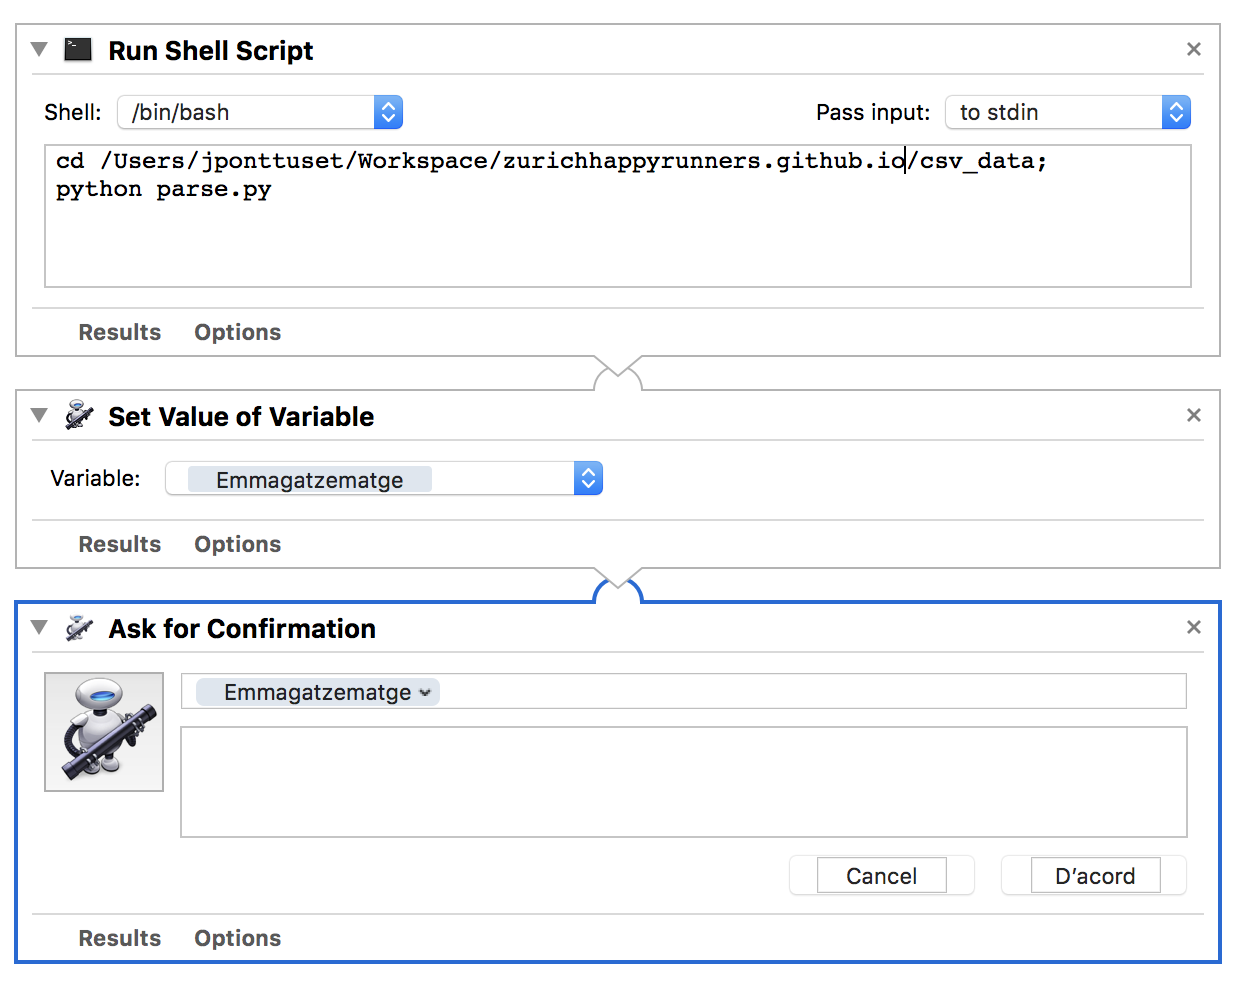 Run Shell Script
Shell: /bin/bash Pass input: to stdin
cd /Users/jponttuset/Workspace/zurichhappyrunners.github.io/csv_data;
python parse.py
Results Options
Set Value of Variable
Variable: Emmagatzematge
Results Options
Ask for Confirmation
Emmagatzematge
Cancel D’acord
Results Options